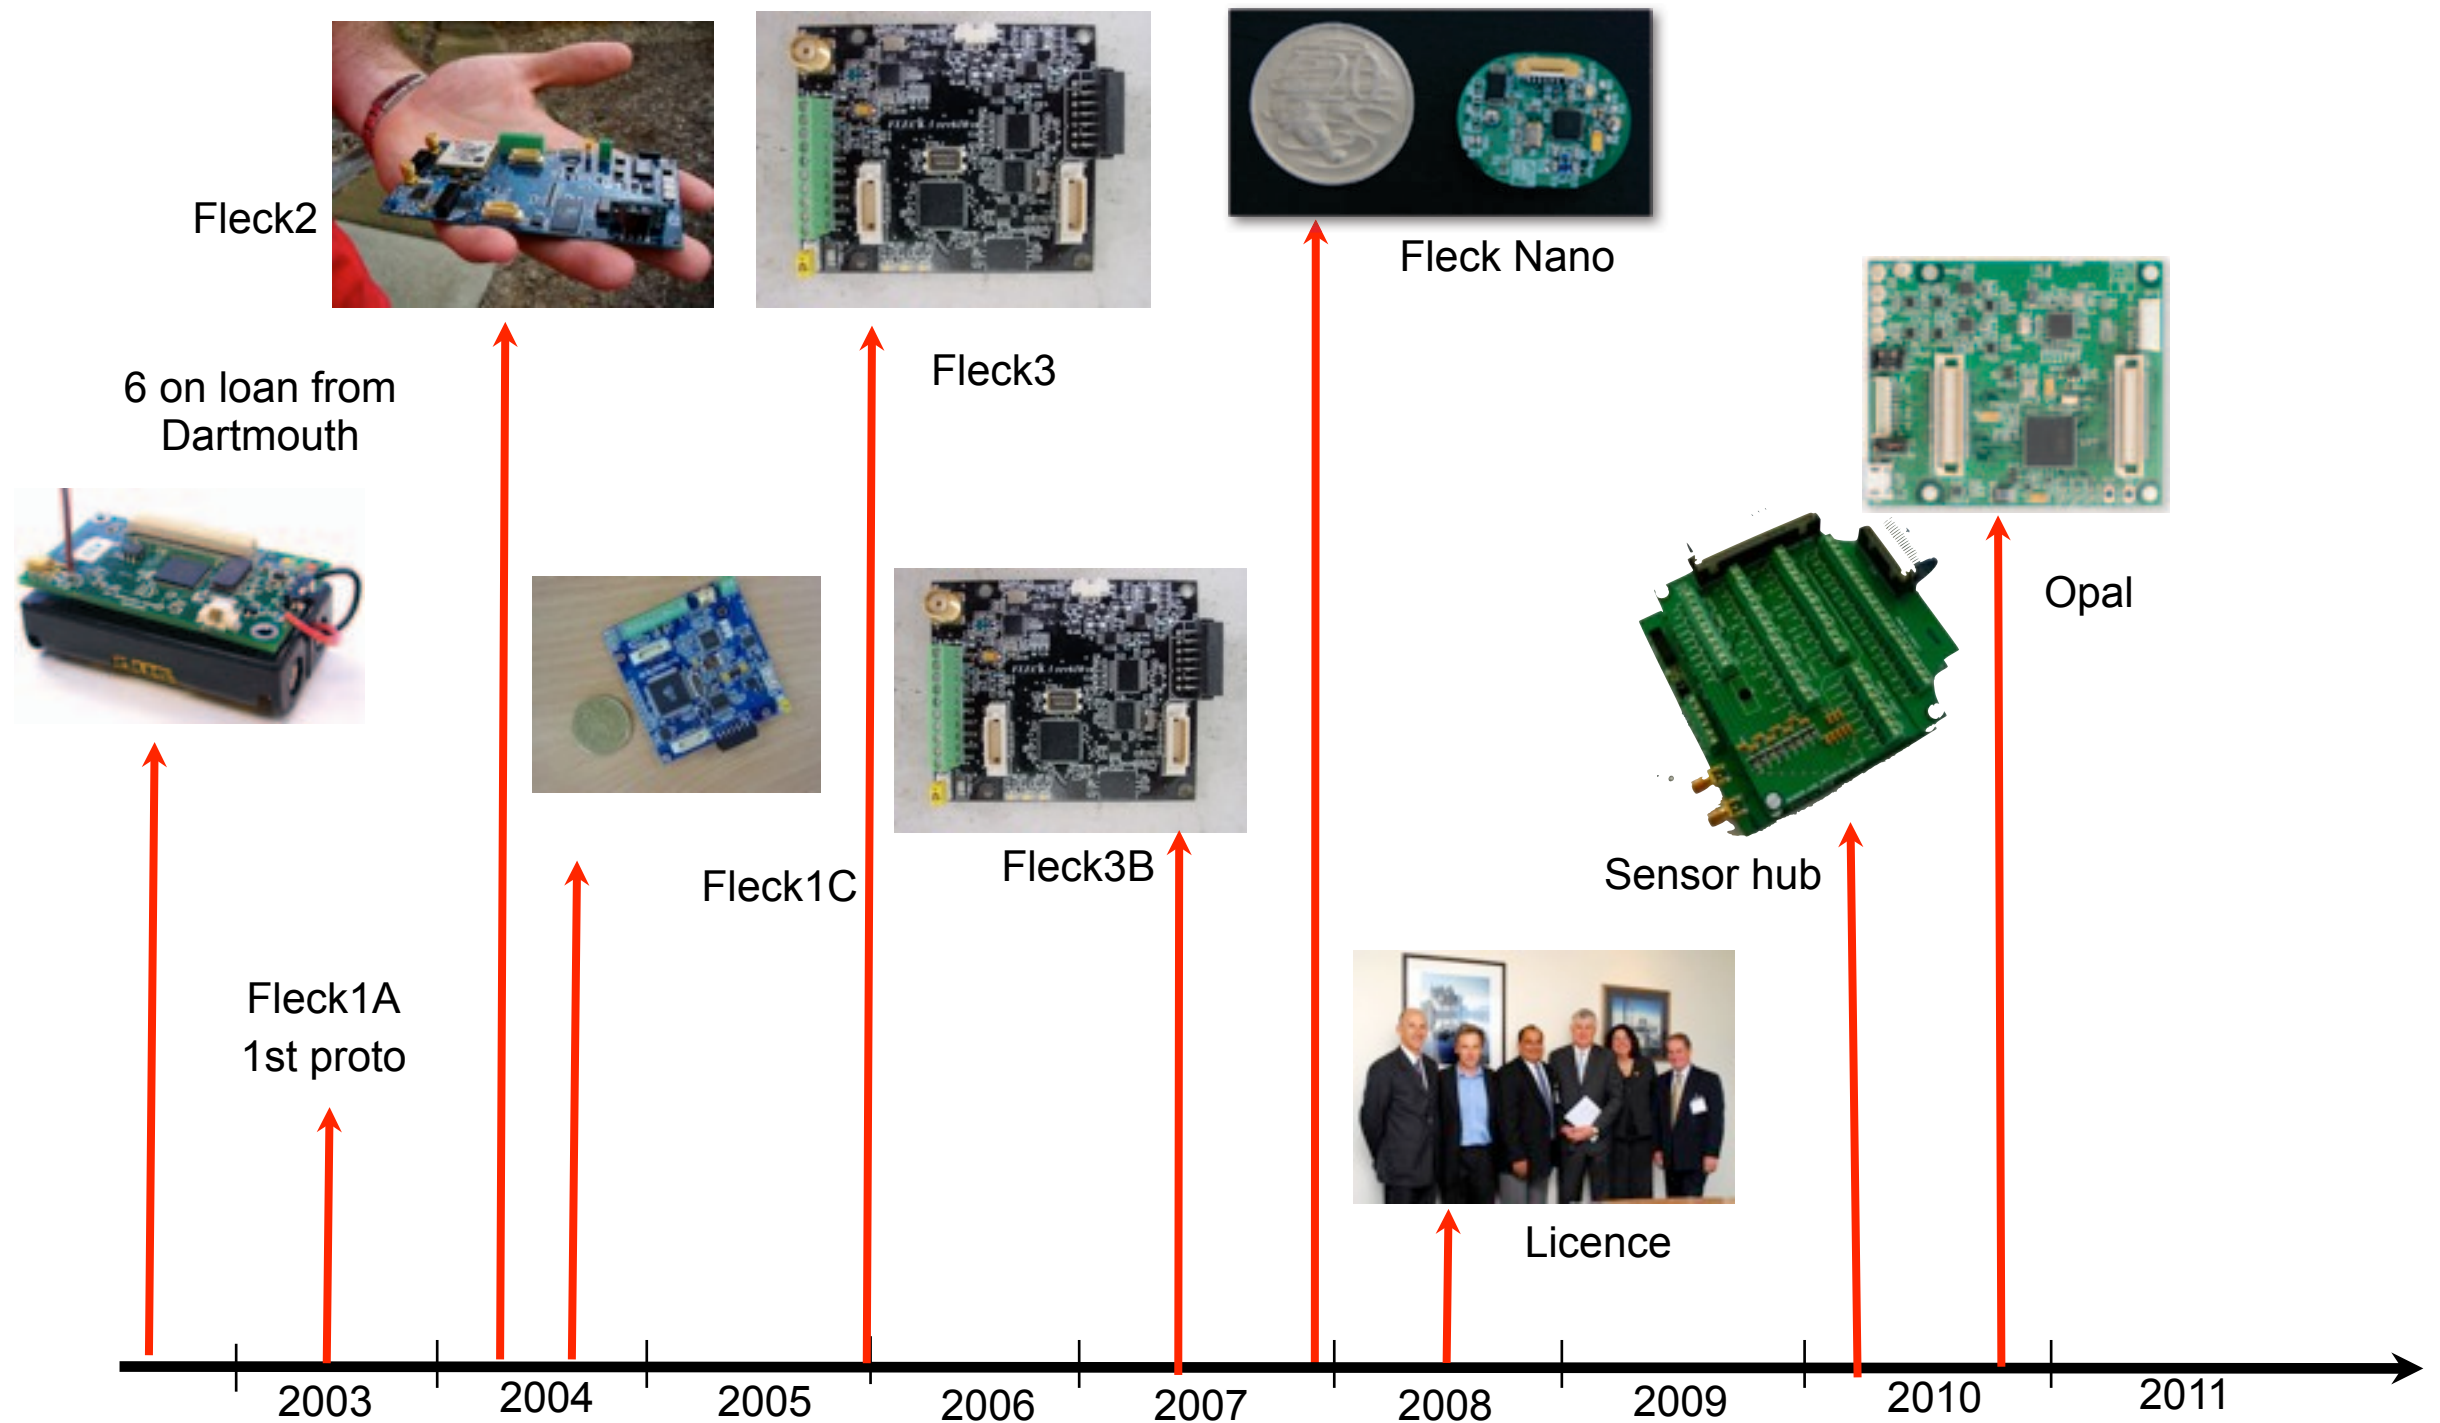 Fleck2
Fleck Nano
Fleck3
6 on loan from
Dartmouth
Opal
Fleck3B
Sensor hub
Fleck1C
Fleck1A
1st proto
Licence
2003
2004
2005
2006
2007
2008
2009
2010
2011